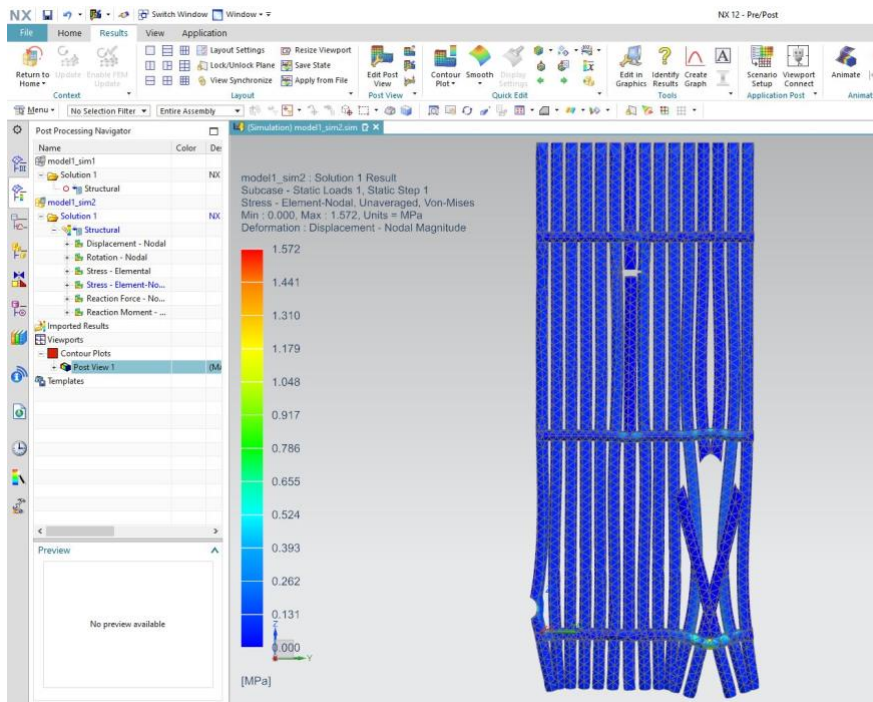 NX
Switch Window
Window
NX 12 - Pre/Post
File
Home
Results
View
Application
Return to Home
Update
Enable FEM Update
Context
Layout Settings
Lock/Unlock Plane
View Synchronize
Resize Viewport
Save State
Apply from File
Layout
Edit Post View
Post View
Contour Plot
Smooth
Display Settings
Quick Edit
Edit in Graphics
Identify Results
Create Graph
Tools
Scenario Setup
Viewport Connect
Application Post
Animate
Animat
Menu
No Selection Filter
Entire Assembly
Post Processing Navigator
(Simulation) model1_sim2.sim
Name
Color
De
model1_sim1
Solution 1
NX
Structural
model1_sim2
Solution 1
NX
Structural
Displacement - Nodal
Rotation - Nodal
Stress - Elemental
Stress - Element-No...
Reaction Force - No...
Reaction Moment - ...
Imported Results
Viewports
Contour Plots
Post View 1
Templates
Preview
No preview available
model1_sim2 : Solution 1 Result
Subcase - Static Loads 1, Static Step 1
Stress - Element-Nodal, Unaveraged, Von-Mises
Min : 0.000, Max : 1.572, Units = MPa
Deformation : Displacement - Nodal Magnitude
1.572
1.441
1.310
1.179
1.048
0.917
0.786
0.655
0.524
0.393
0.262
0.131
0.000
Z
Y
[MPa]